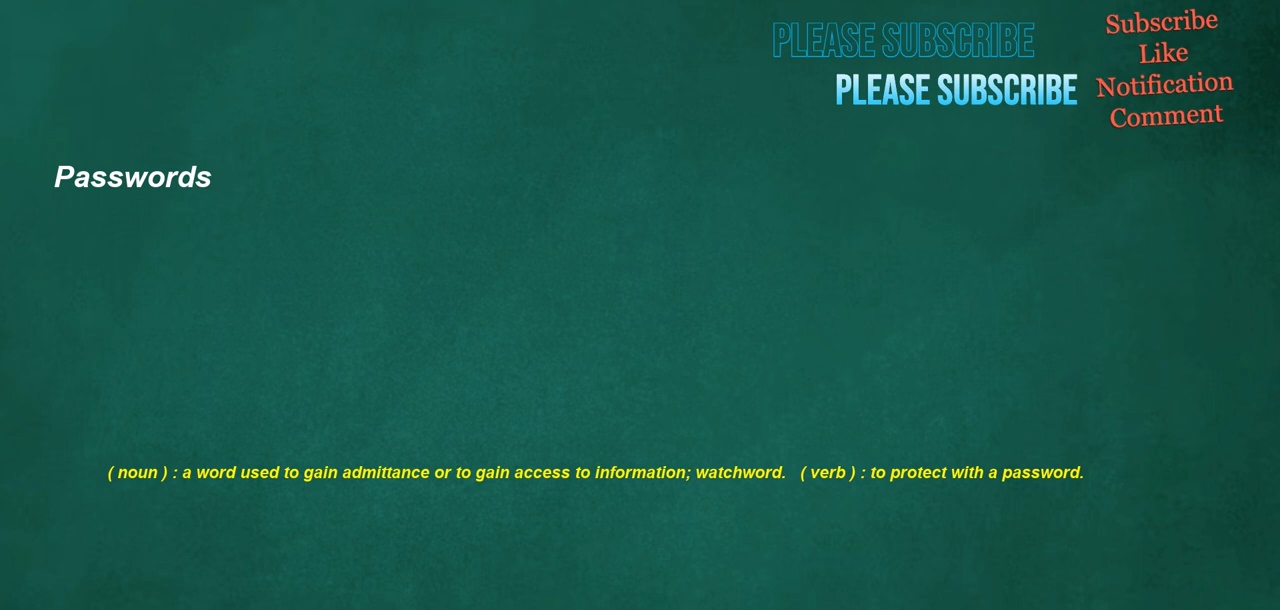 PLEASE SUBSCRIBE
PLEASE SUBSCRIBE
Subscribe
Like
Notification
Comment
Passwords
( noun ) : a word used to gain admittance or to gain access to information; watchword.   ( verb ) : to protect with a password.